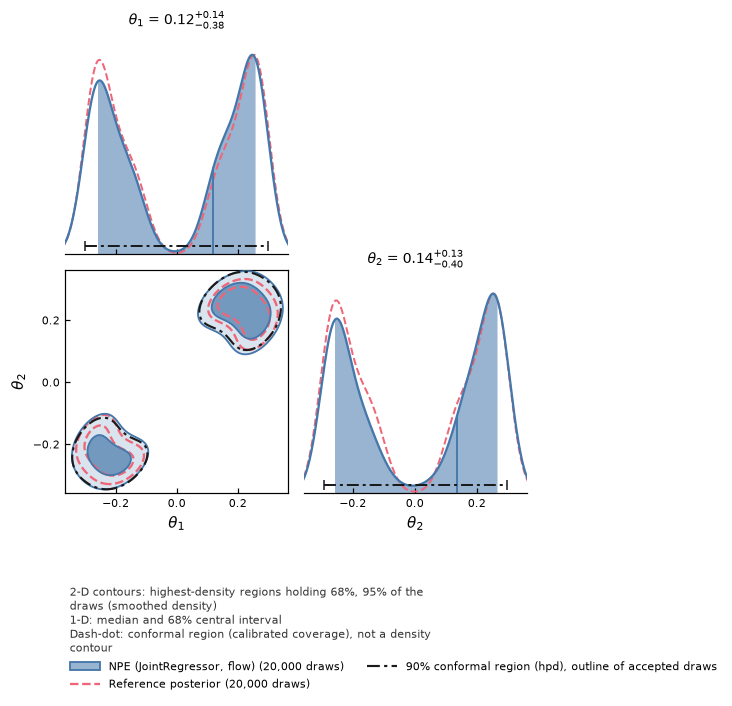 θ₁ = 0.12⁺⁰·¹⁴₋₀.₃₈
θ₂ = 0.14⁺⁰·¹³₋₀.₄₀
θ₂
0.2
0.0
−0.2
−0.2 0.0 0.2
θ₁
−0.2 0.0 0.2
θ₂
2-D contours: highest-density regions holding 68%, 95% of the
draws (smoothed density)
1-D: median and 68% central interval
Dash-dot: conformal region (calibrated coverage), not a density
contour
NPE (JointRegressor, flow) (20,000 draws)
Reference posterior (20,000 draws)
90% conformal region (hpd), outline of accepted draws